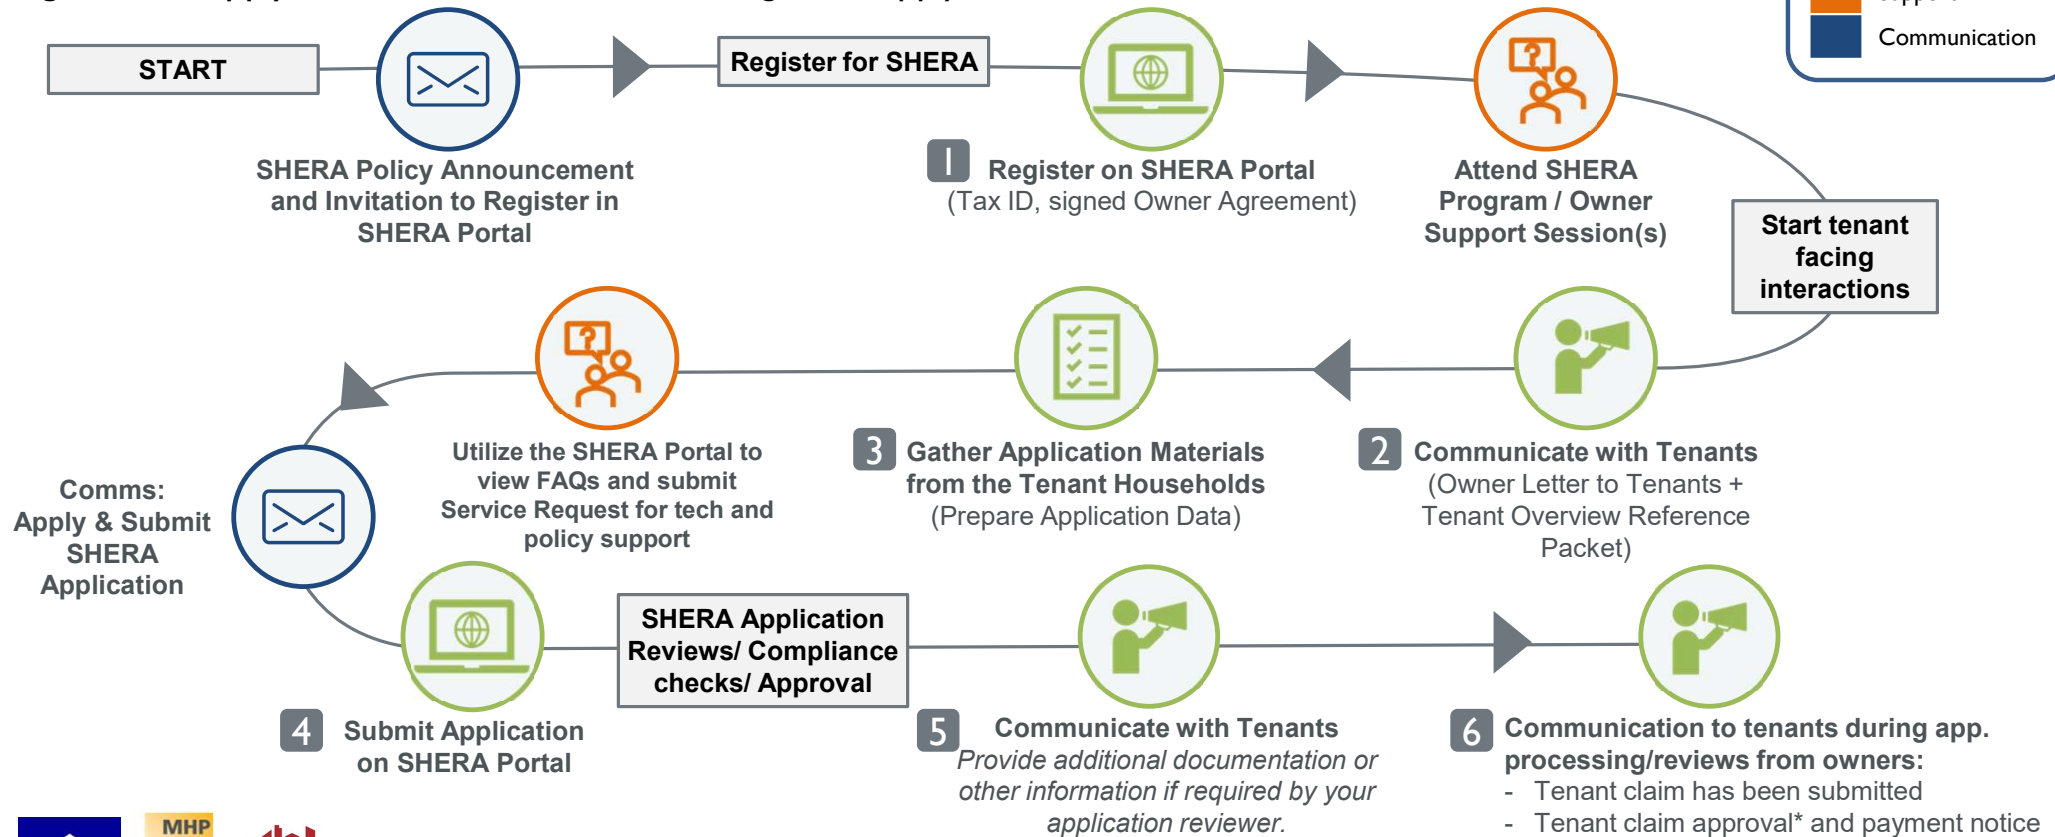 Communication
START
Register for SHERA
SHERA Policy Announcement
and Invitation to Register in
SHERA Portal
1 Register on SHERA Portal
(Tax ID, signed Owner Agreement)
Attend SHERA
Program / Owner
Support Session(s)
Start tenant
facing
interactions
2 Communicate with Tenants
(Owner Letter to Tenants +
Tenant Overview Reference
Packet)
3 Gather Application Materials
from the Tenant Households
(Prepare Application Data)
Utilize the SHERA Portal to
view FAQs and submit
Service Request for tech and
policy support
Comms:
Apply & Submit
SHERA
Application
4 Submit Application
on SHERA Portal
SHERA Application
Reviews/ Compliance
checks/ Approval
5 Communicate with Tenants
Provide additional documentation or
other information if required by your
application reviewer.
6 Communication to tenants during app.
processing/reviews from owners:
- Tenant claim has been submitted
- Tenant claim approval* and payment notice
MHP